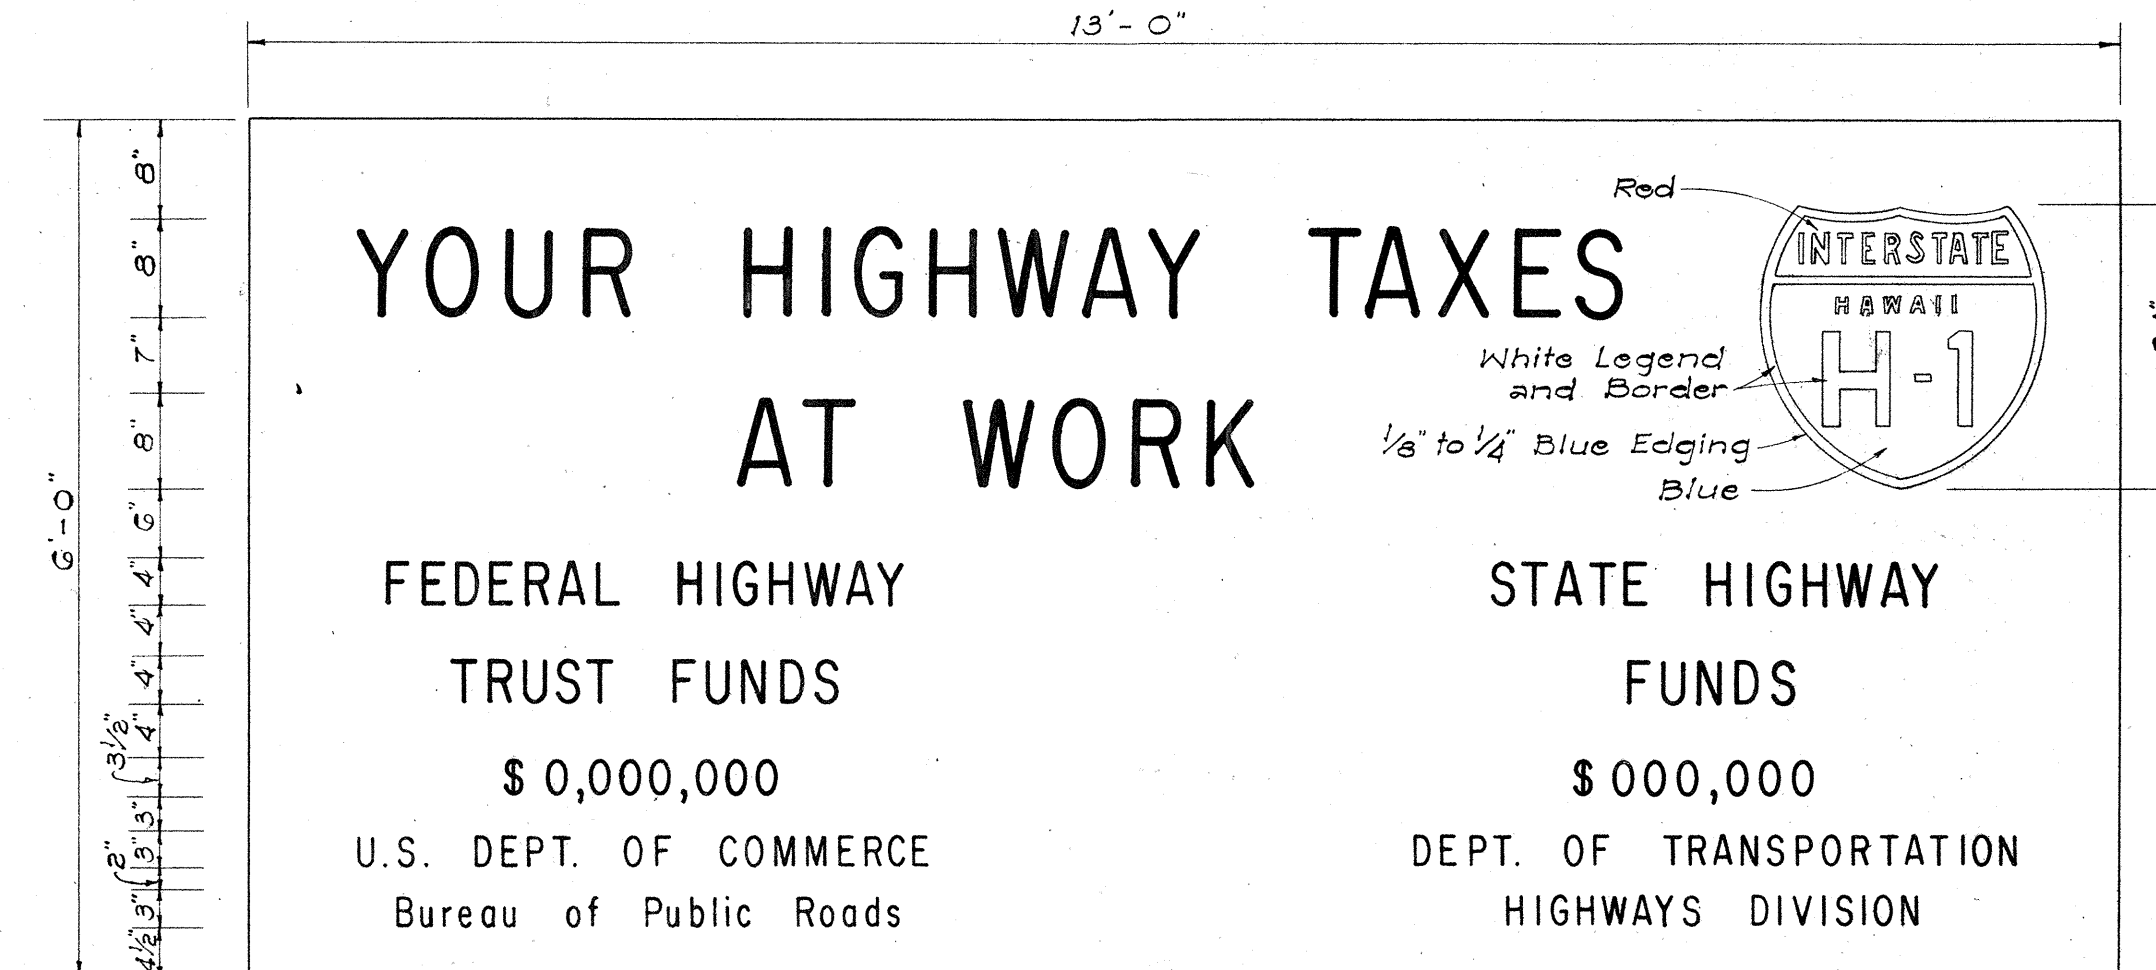 13'- 0"
8"
Red
INTERSTATE
8"
YOUR HIGHWAY TAXES
HAWAII
7"
White Legend
and Border
H-1
8"
AT WORK
1/8" to 1/4" Blue Edging
Blue
6'-0"
6"
4"
FEDERAL HIGHWAY
STATE HIGHWAY
4"
4"
TRUST FUNDS
FUNDS
4"
3 1/2"
$ 0,000,000
$ 000,000
3"
3"
U.S. DEPT. OF COMMERCE
DEPT. OF TRANSPORTATION
2"
3"
Bureau of Public Roads
HIGHWAYS DIVISION
4 1/2"